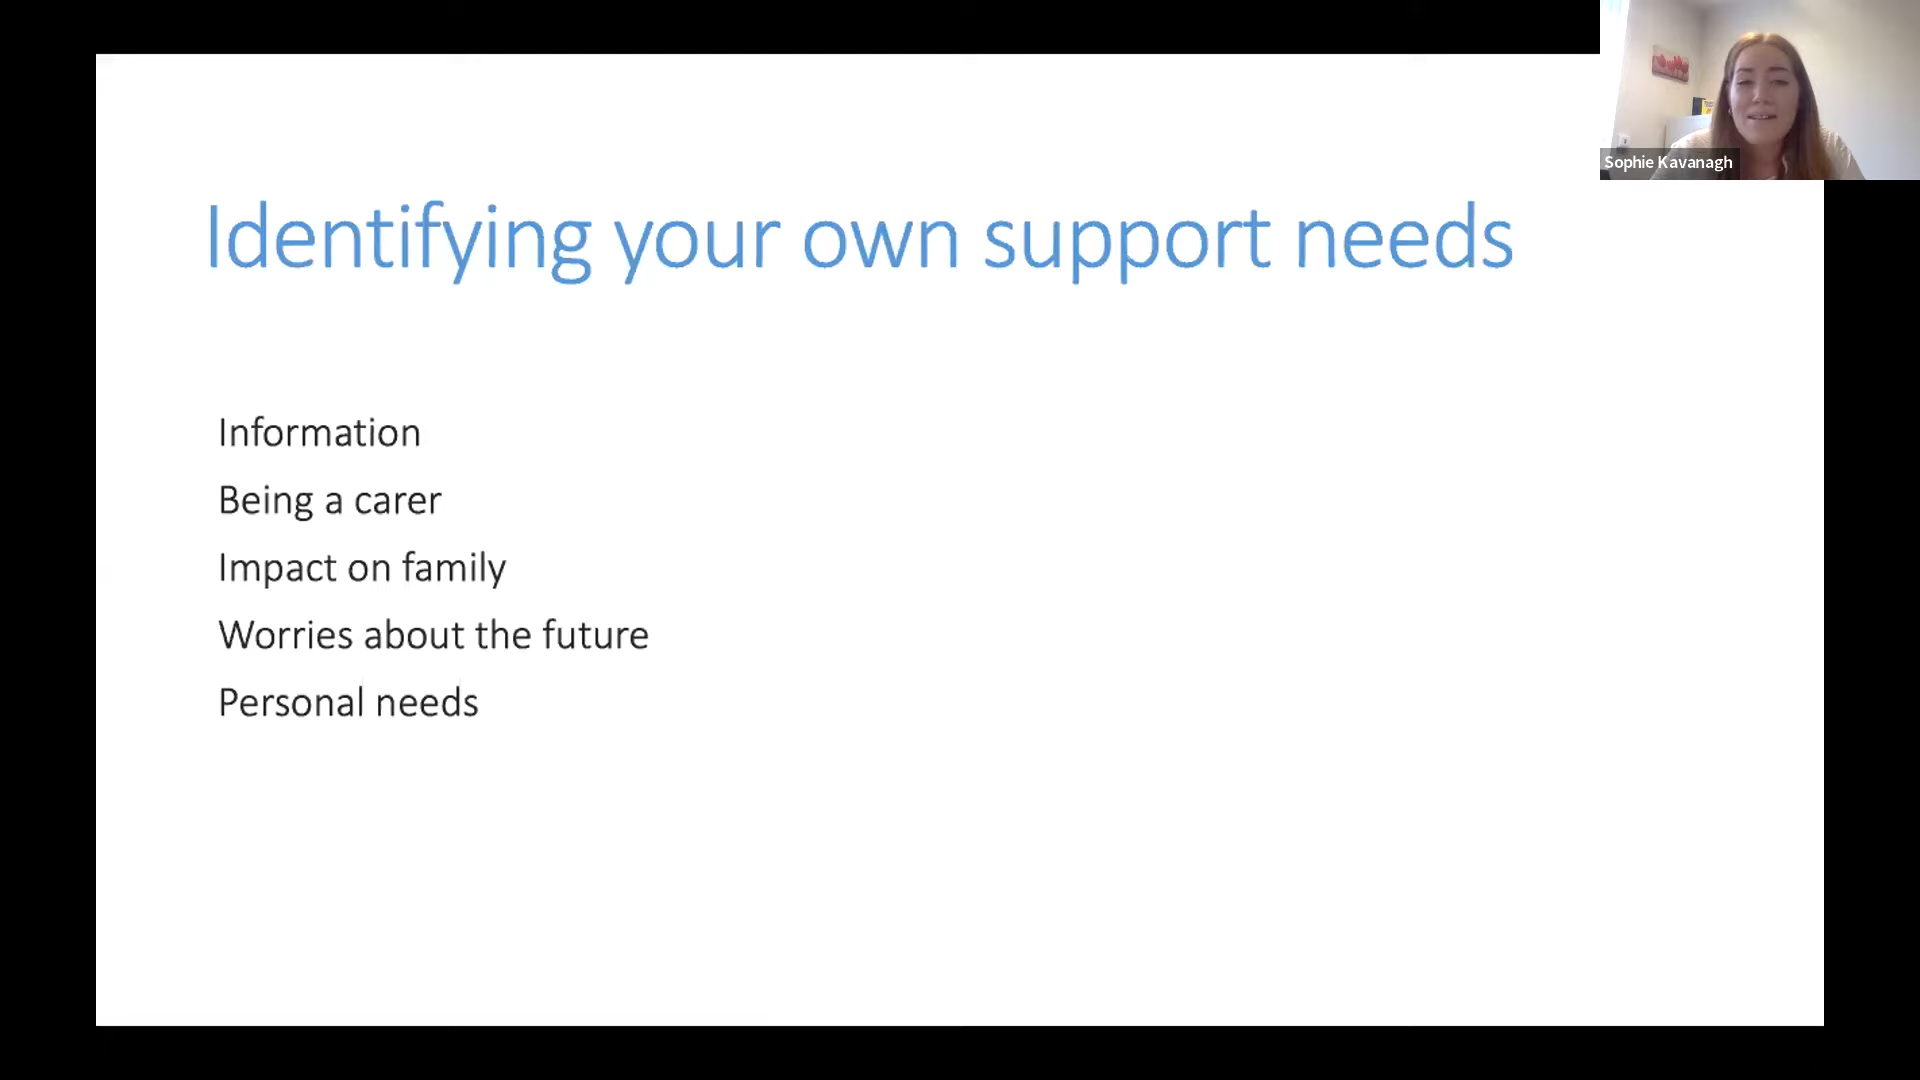 Sophie Kavanagh
Identifying your own support needs
Information
Being a carer
Impact on family
Worries about the future
Personal needs